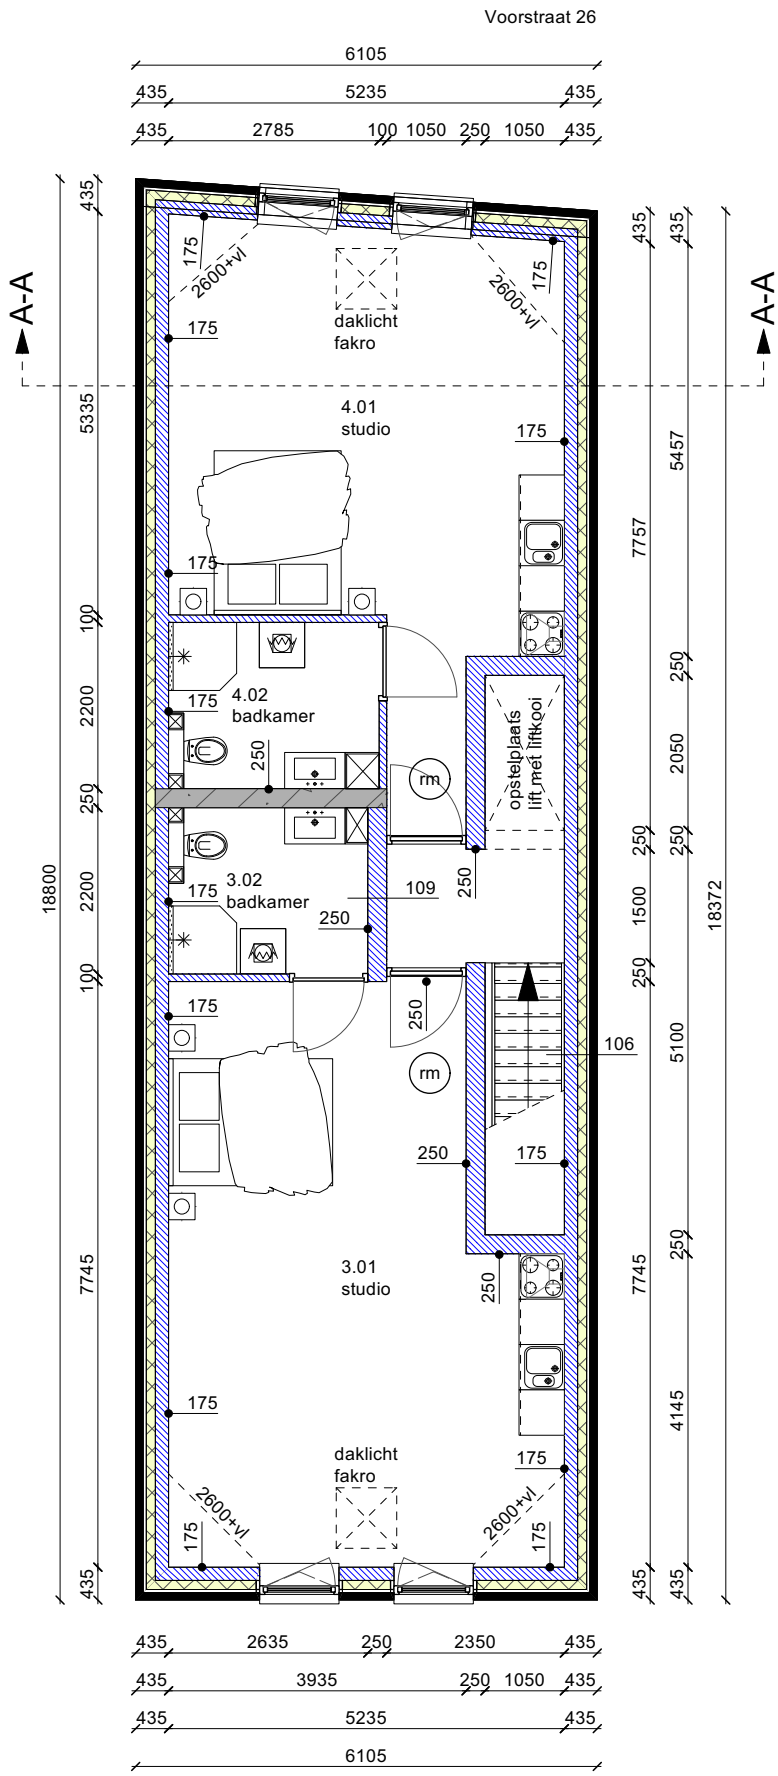 Voorstraat 26
6105
435 5235 435
435 2785 100 1050 250 1050 435
435
435
435
175
2600+vl
175
2600+vl
A-A
A-A
daklicht
fakro
175
5335
4.01
studio
175
5457
7757
175
100
250
2200
4.02
badkamer
175
250
rm
opstelplaats
lift met liftkooi
2050
250
250
250
18800
2200
3.02
badkamer
175
109
250
250
1500
18372
100
250
175
250
106
5100
rm
250
175
250
7745
3.01
studio
250
7745
175
4145
daklicht
fakro
175
2600+vl
2600+vl
175
175
435
435
435
435 2635 250 2350 435
435 3935 250 1050 435
435 5235 435
6105